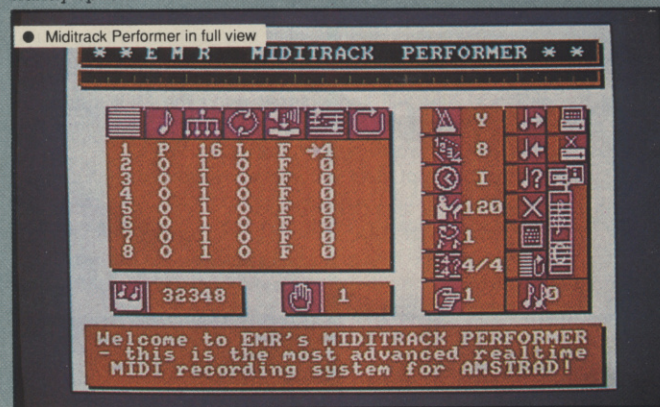 ● Miditrack Performer in full view
* * E M R MIDITRACK PERFORMER * *
1 P 16 L F 4
2 O 1 O F 0
3 O 1 O F 0
4 O 1 O F 0
5 O 1 O F 0
6 O 1 O F 0
7 O 1 O F 0
8 O 1 O F 0
Y
8
I
120
1
4/4
1
0
32348
1
Welcome to EMR's MIDITRACK PERFORMER
- this is the most advanced realtime
MIDI recording system for AMSTRAD!